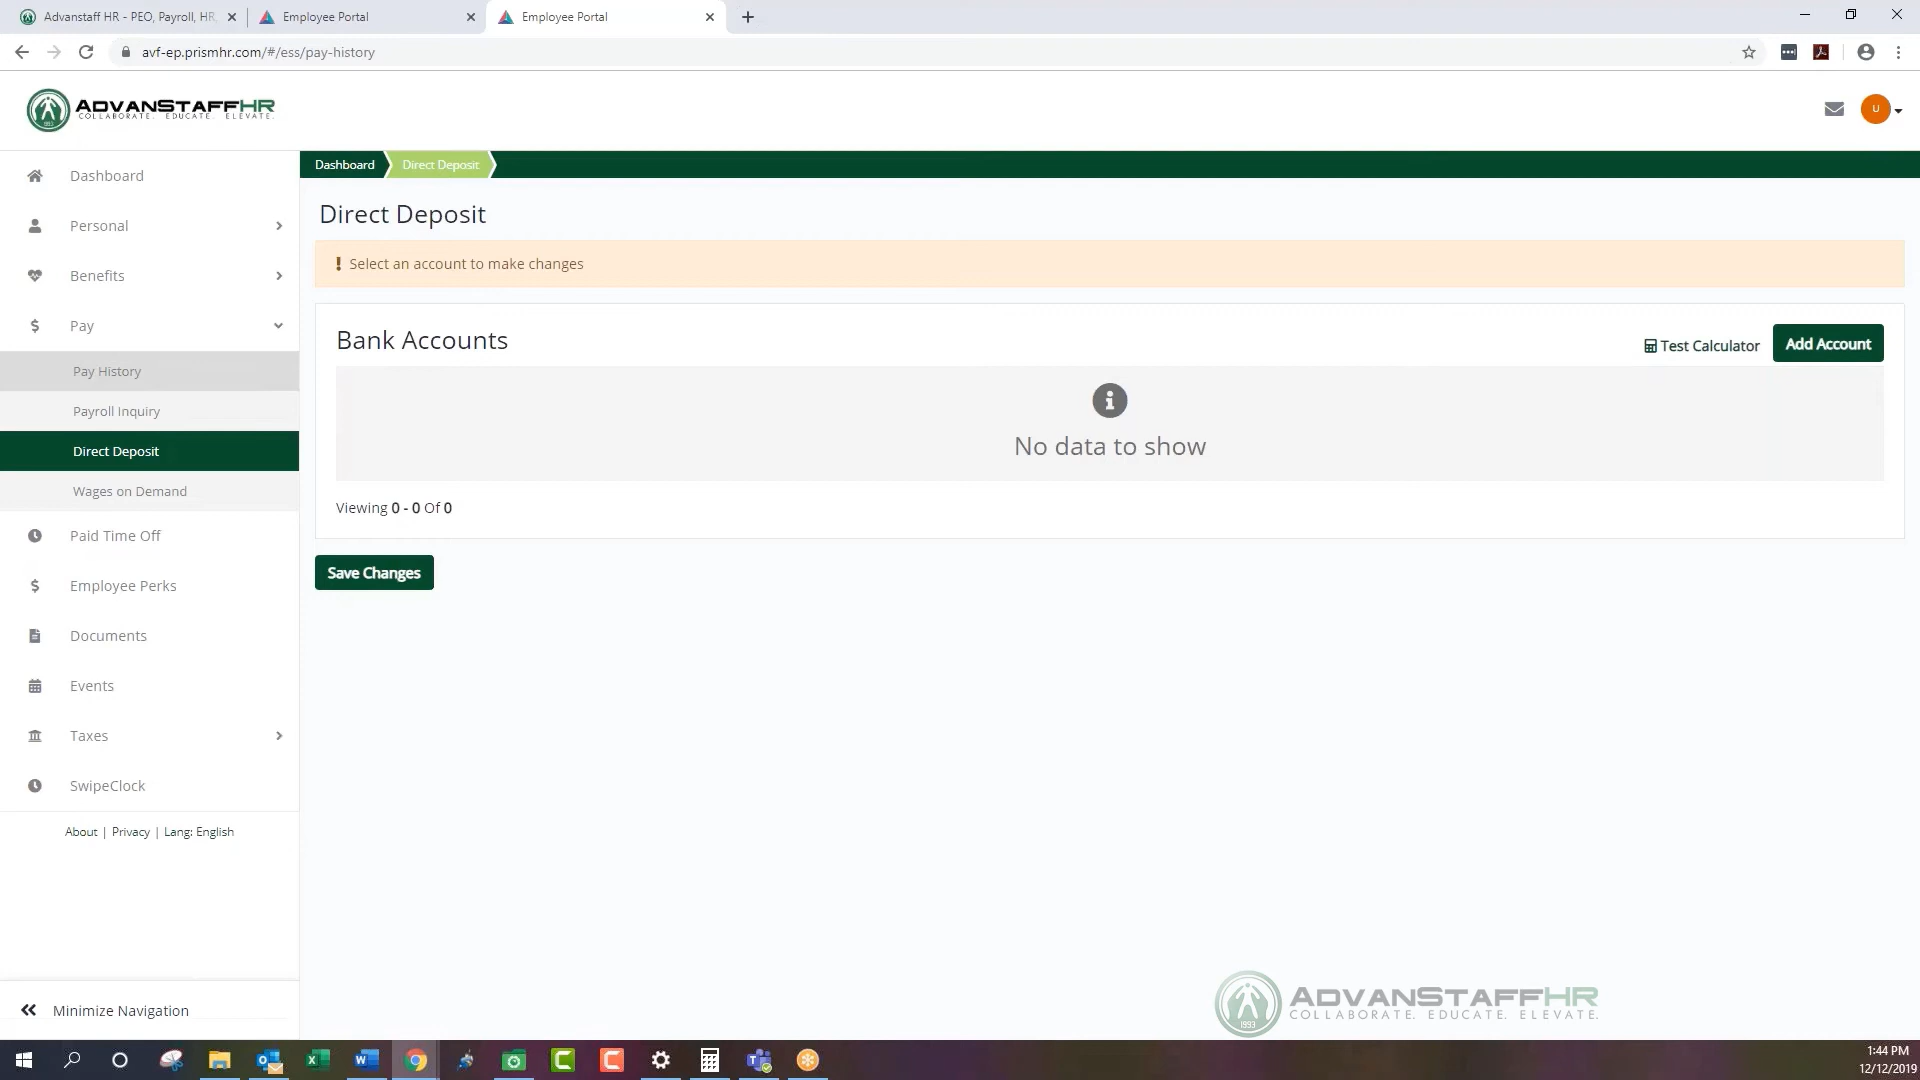 Advanstaff HR - PEO, Payroll, HR,
Employee Portal
Employee Portal
avf-ep.prismhr.com/#/ess/pay-history
ADVANSTAFFHR
COLLABORATE. EDUCATE. ELEVATE.
1993
U
Dashboard
Personal
Benefits
Pay
Pay History
Payroll Inquiry
Direct Deposit
Wages on Demand
Paid Time Off
Employee Perks
Documents
Events
Taxes
SwipeClock
About | Privacy | Lang: English
Minimize Navigation
Dashboard
Direct Deposit
Direct Deposit
Select an account to make changes
Bank Accounts
Test Calculator
Add Account
No data to show
Viewing 0 - 0 Of 0
Save Changes
ADVANSTAFFHR
COLLABORATE. EDUCATE. ELEVATE.
1993
1:44 PM
12/12/2019